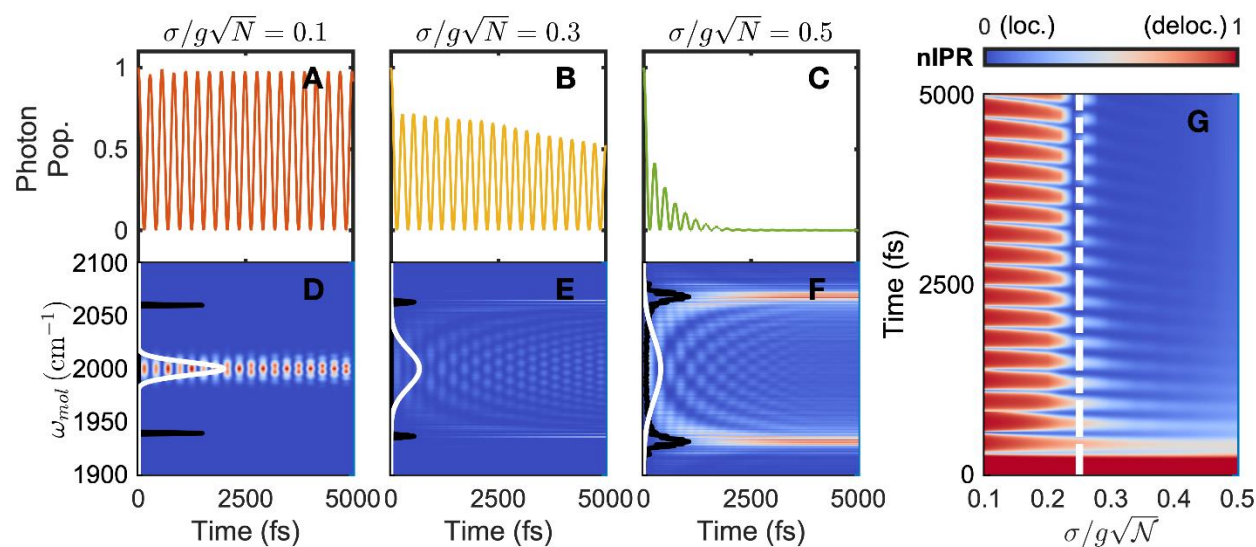 σ/g√N = 0.1
σ/g√N = 0.3
σ/g√N = 0.5
0 (loc.) (deloc.) 1
nIPR
A
B
C
Photon
Pop.
1
0.5
0
D
E
F
ω_mol (cm⁻¹)
2100
2050
2000
1950
1900
0 2500 5000
0 2500 5000
0 2500 5000
Time (fs)
Time (fs)
Time (fs)
G
Time (fs)
5000
2500
0
0.1 0.2 0.3 0.4 0.5
σ/g√𝒩